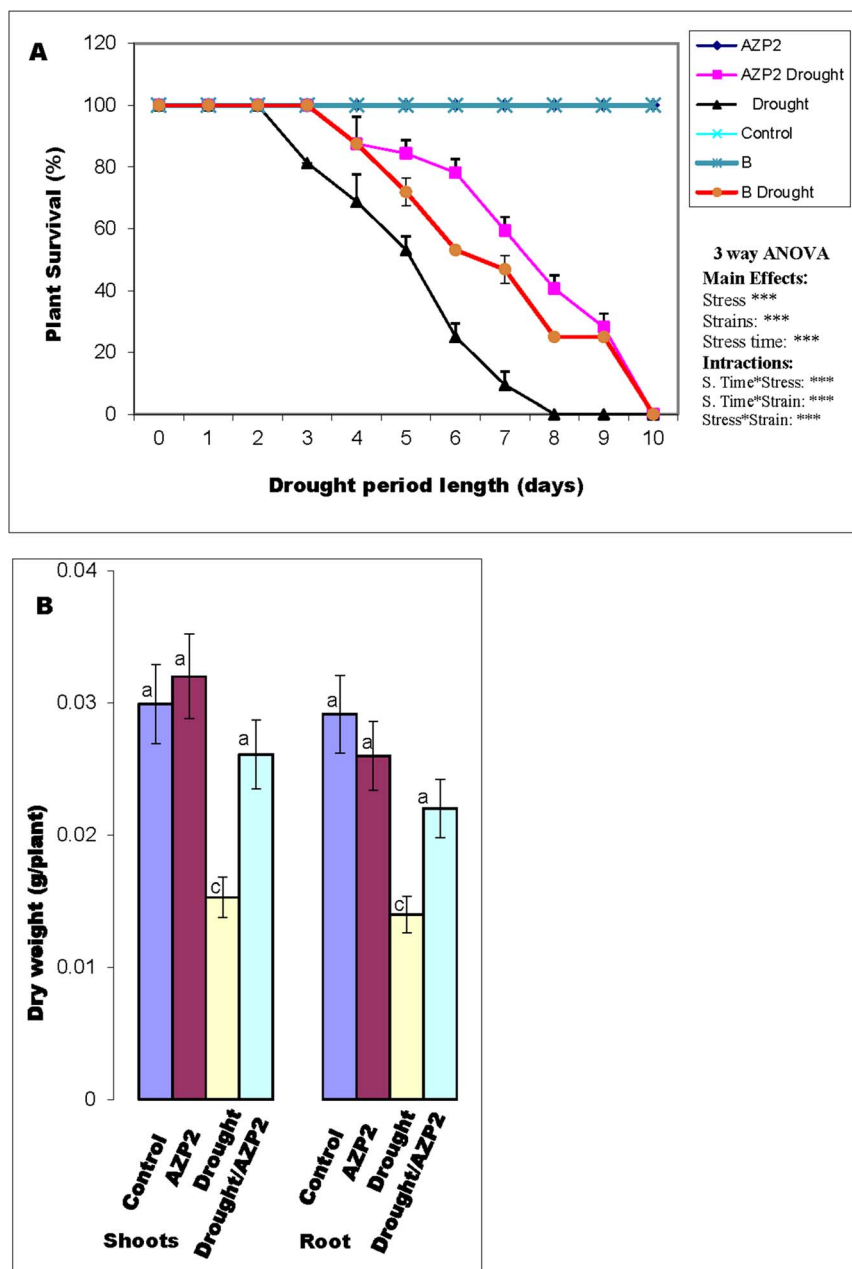 A
120
100
80
60
40
20
0
Plant Survival (%)
0 1 2 3 4 5 6 7 8 9 10
Drought period length (days)
AZP2
AZP2 Drought
Drought
Control
B
B Drought
3 way ANOVA
Main Effects:
Stress ***
Strains: ***
Stress time: ***
Intractions:
S. Time*Stress: ***
S. Time*Strain: ***
Stress*Strain: ***
B
0.04
0.03
0.02
0.01
0
Dry weight (g/plant)
a a c a a a c a
Control AZP2 Drought Drought/AZP2 Control AZP2 Drought Drought/AZP2
Shoots Root